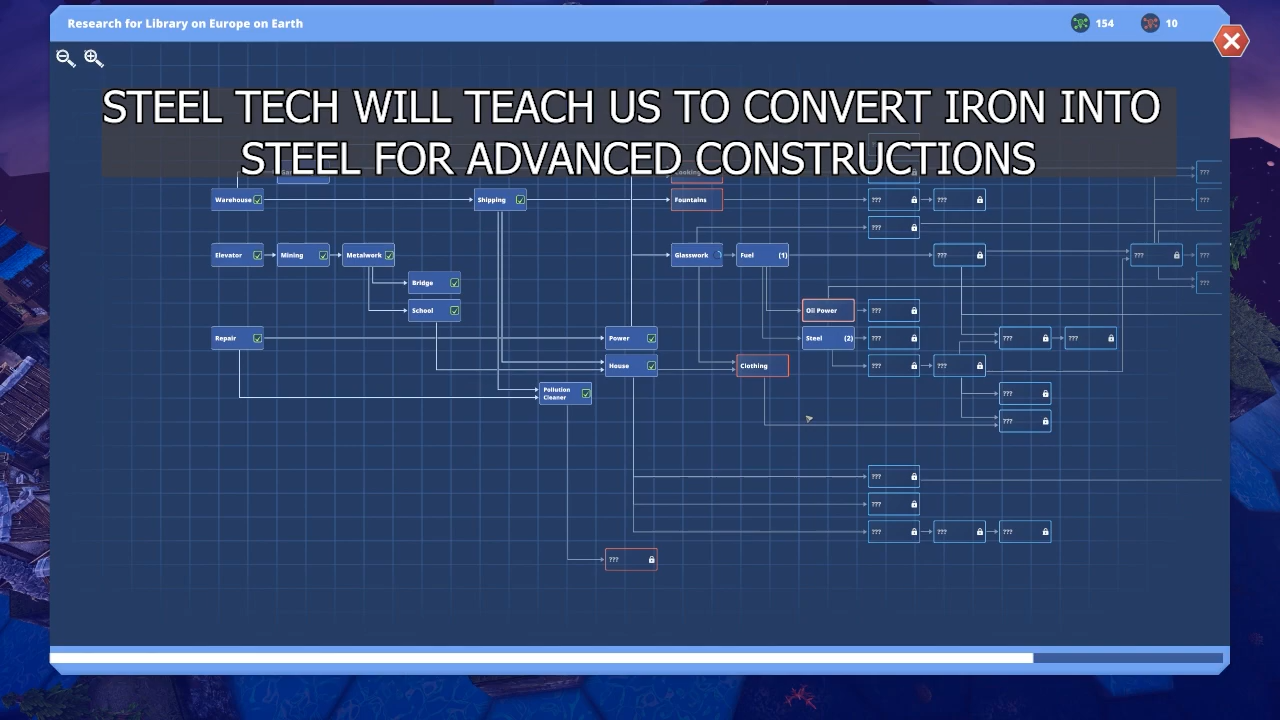 Research for Library on Europe on Earth
154
10
STEEL TECH WILL TEACH US TO CONVERT IRON INTO
STEEL FOR ADVANCED CONSTRUCTIONS
???
Warehouse
Shipping
Fountains
???
???
???
???
Elevator
Mining
Metalwork
Glasswork
Fuel
(1)
???
???
???
Bridge
???
School
Oil Power
???
Repair
Power
Steel
(2)
???
???
???
House
Clothing
???
???
Pollution
Cleaner
???
???
???
???
???
???
???
???